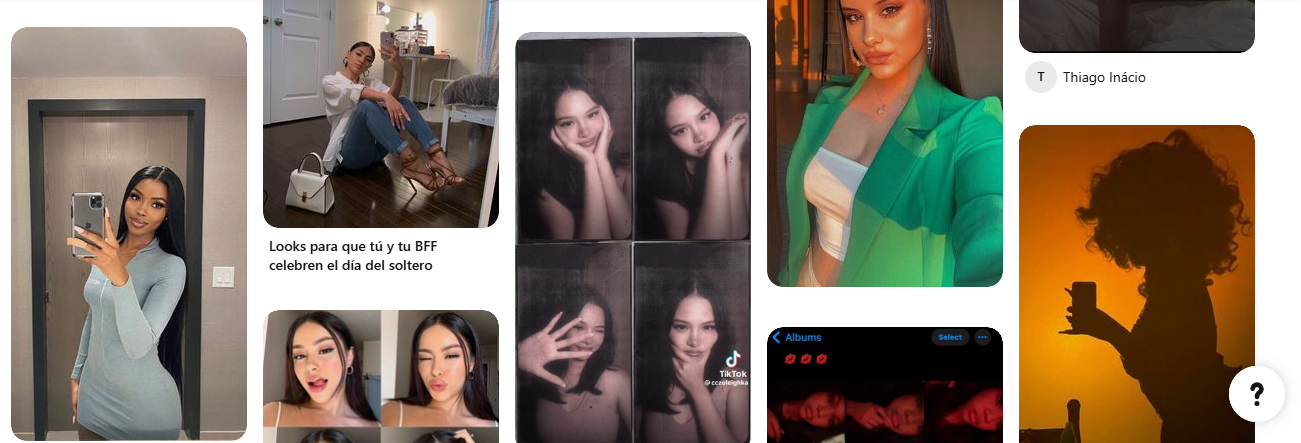 Looks para que tú y tu BFF
celebren el día del soltero
TikTok
@cczuleighka
Albums
Select
T
Thiago Inácio
?